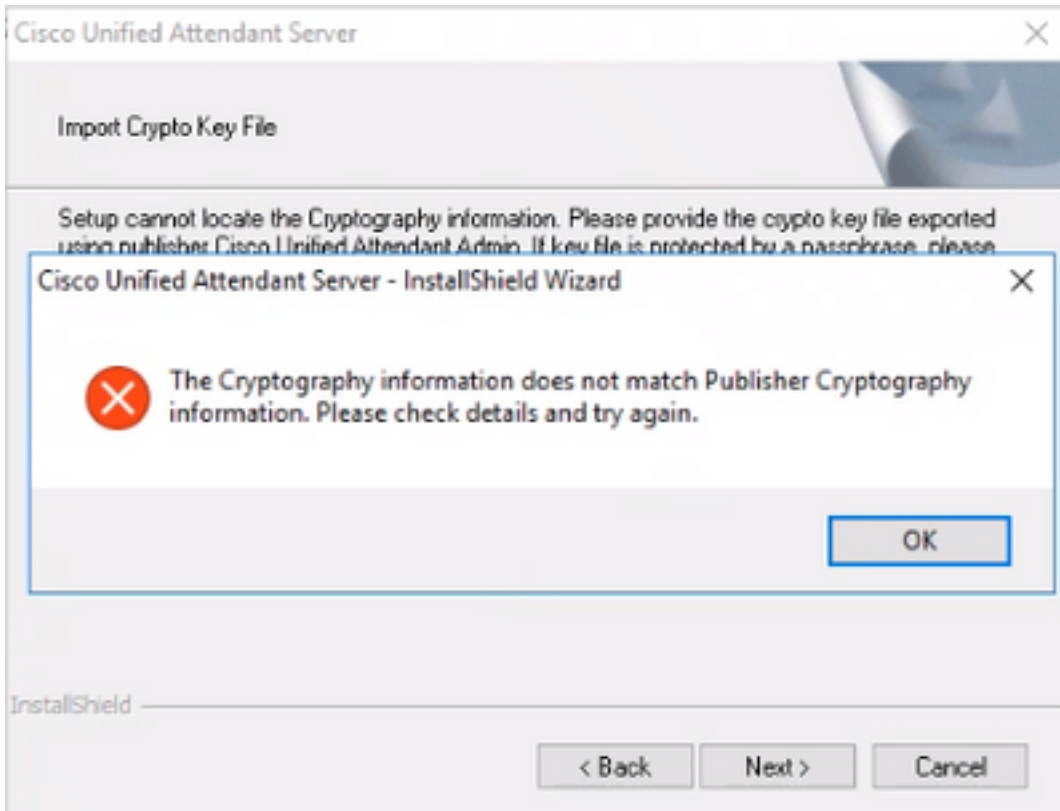 Cisco Unified Attendant Server
Import Crypto Key File
Setup cannot locate the Cryptography information. Please provide the crypto key file exported
using publisher Cisco Unified Attendant Admin. If key file is protected by a passphrase, please
Cisco Unified Attendant Server - InstallShield Wizard
The Cryptography information does not match Publisher Cryptography
information. Please check details and try again.
OK
InstallShield
< Back Next > Cancel